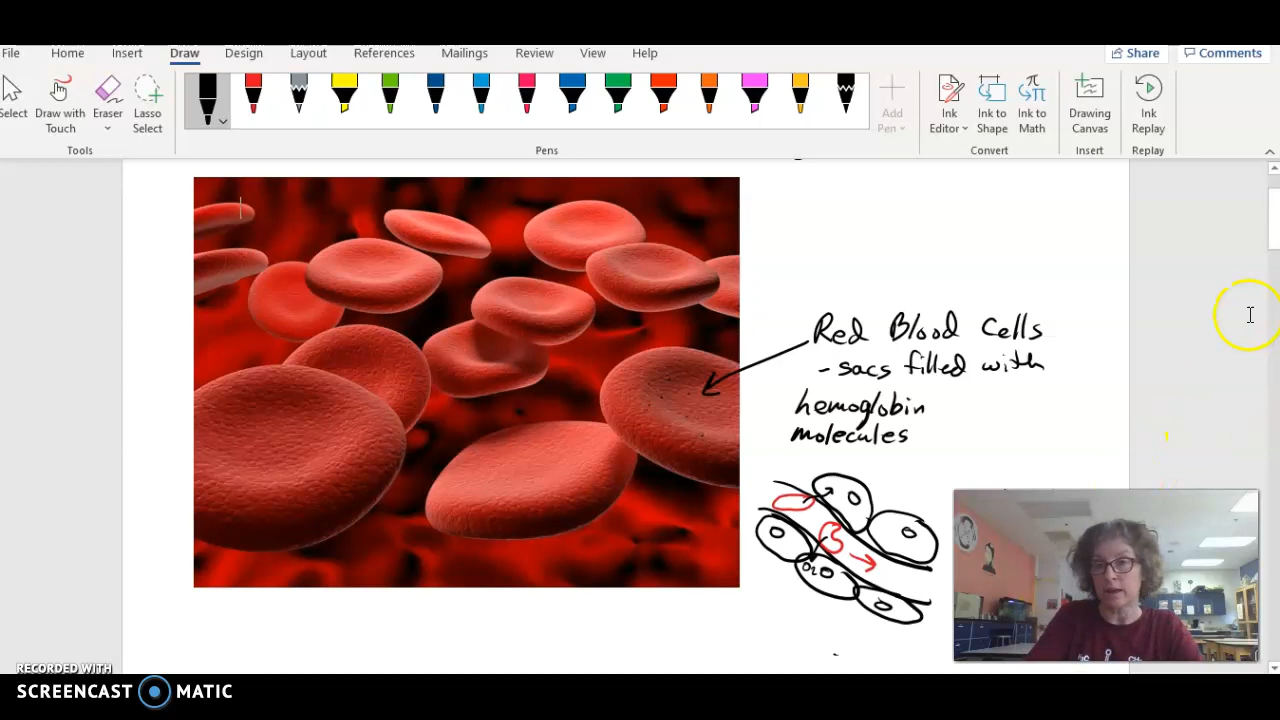 File Home Insert Draw Design Layout References Mailings Review View Help Share Comments
Select Draw with Touch Eraser Lasso Select Add Pen Ink Editor Ink to Shape Ink to Math Drawing Canvas Ink Replay
Tools Pens Convert Insert Replay
Red Blood Cells
- sacs filled with
hemoglobin
molecules
O2
RECORDED WITH
SCREENCAST MATIC